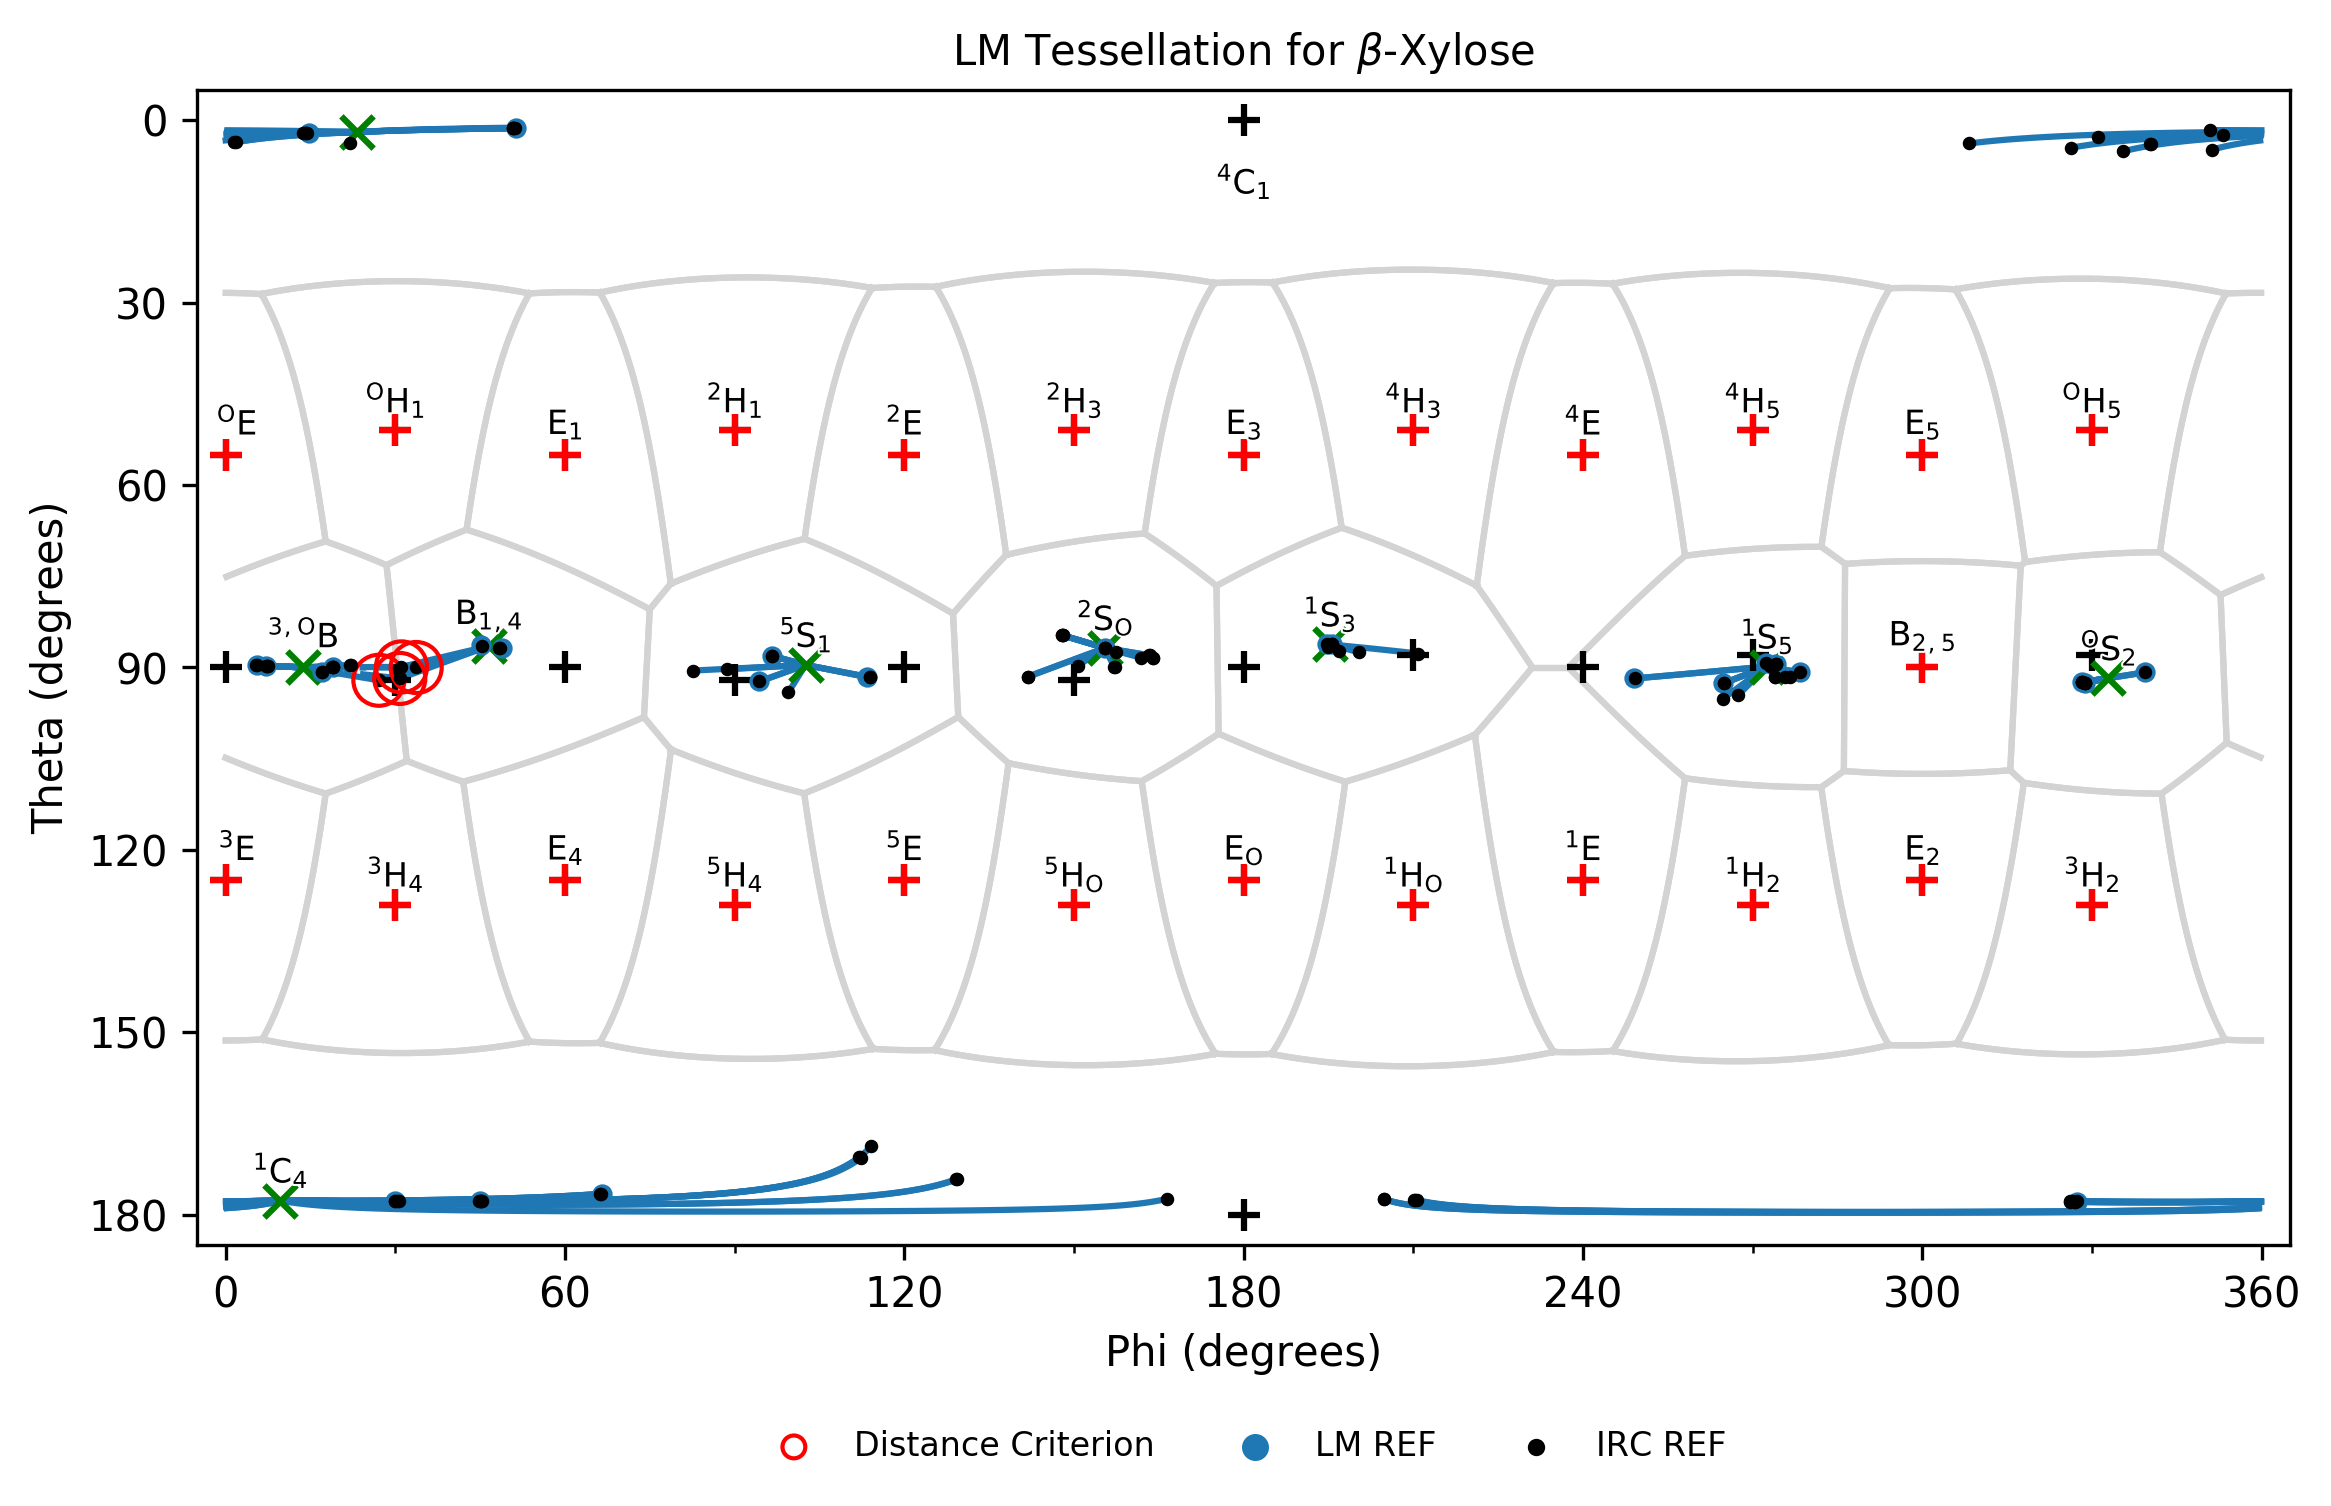 LM Tessellation for β-Xylose
0
⁴C₁
30
ᴼH₁ ²H₁ ²H₃ ⁴H₃ ⁴H₅ ᴼH₅
ᴼE E₁ ²E E₃ ⁴E E₅
60
³,ᴼB B₁,₄ ⁵S₁ ²Sₒ ¹S₃ ¹S₅ B₂,₅ ᴼS₂
90
120
³E E₄ ⁵E Eₒ ¹E E₂
³H₄ ⁵H₄ ⁵Hₒ ¹Hₒ ¹H₂ ³H₂
150
¹C₄
180
Theta (degrees)
0 60 120 180 240 300 360
Phi (degrees)
Distance Criterion LM REF IRC REF